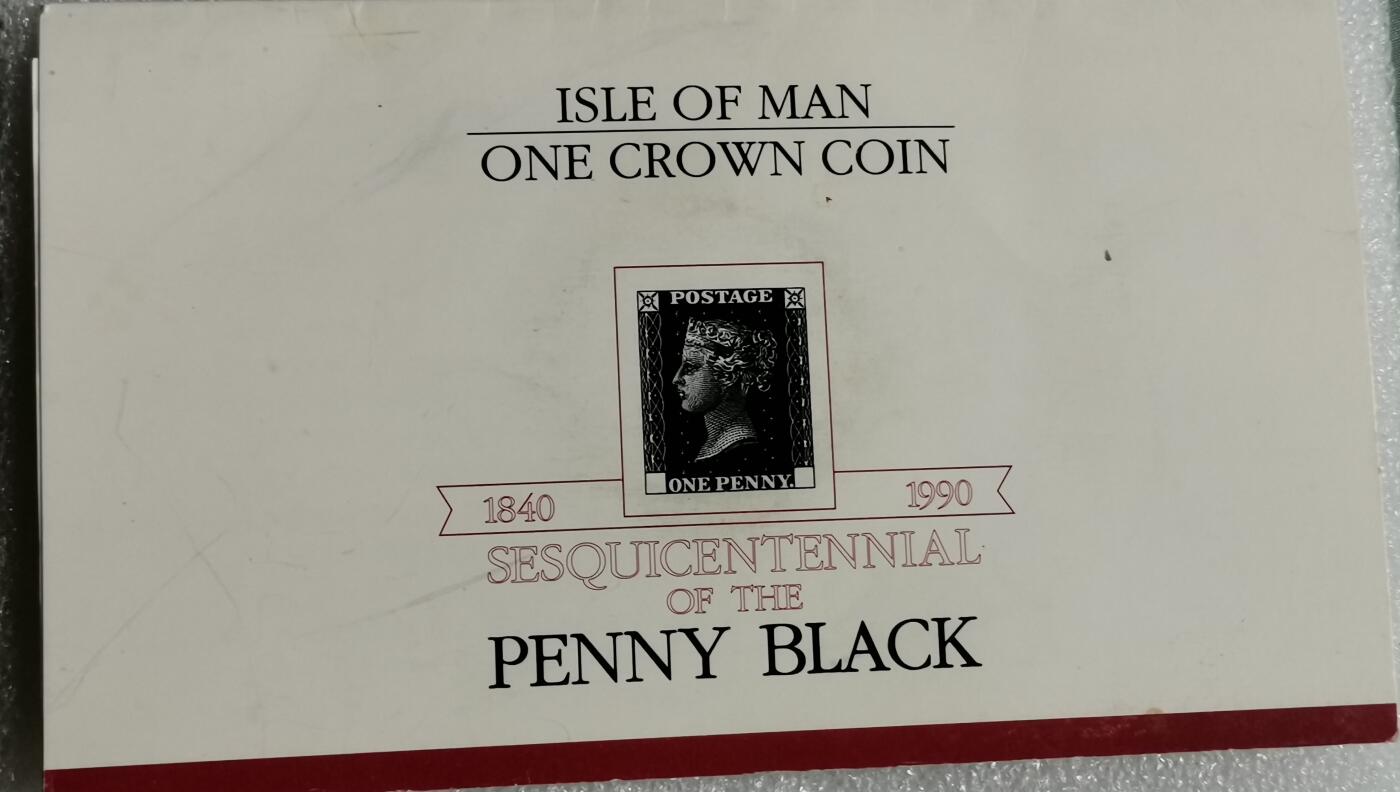 ISLE OF MAN
ONE CROWN COIN
POSTAGE
ONE PENNY.
1840 1990
SESQUICENTENNIAL
OF THE
PENNY BLACK